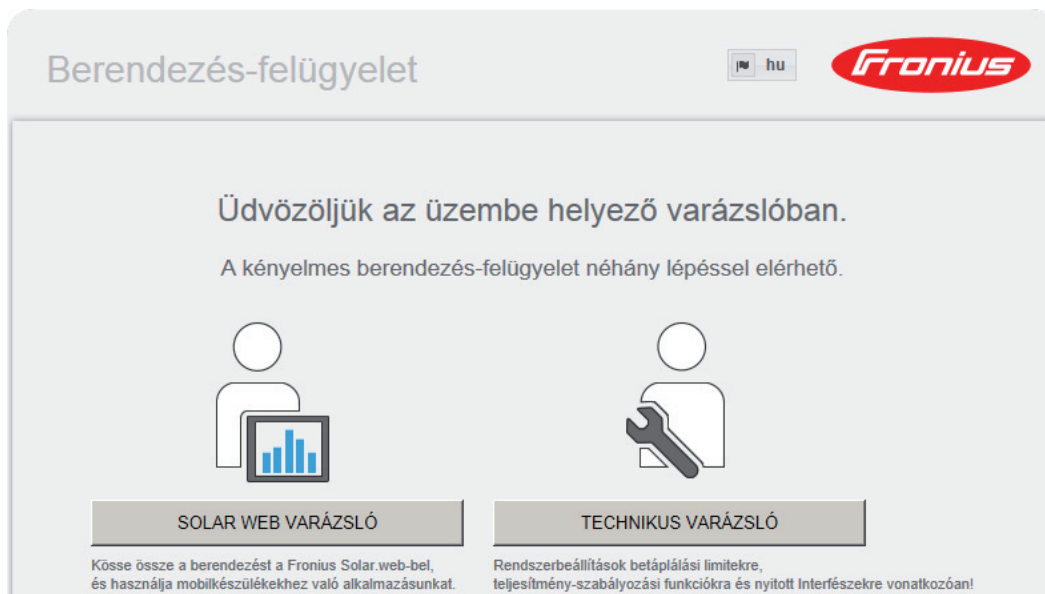 Berendezés-felügyelet
hu
Fronius
Üdvözöljük az üzembe helyező varázslóban.
A kényelmes berendezés-felügyelet néhány lépéssel elérhető.
SOLAR WEB VARÁZSLÓ
Kösse össze a berendezést a Fronius Solar.web-bel,
és használja mobilkészülékekhez való alkalmazásunkat.
TECHNIKUS VARÁZSLÓ
Rendszerbeállítások betáplálási limitekre,
teljesítmény-szabályozási funkciókra és nyitott Interfészekre vonatkozóan!